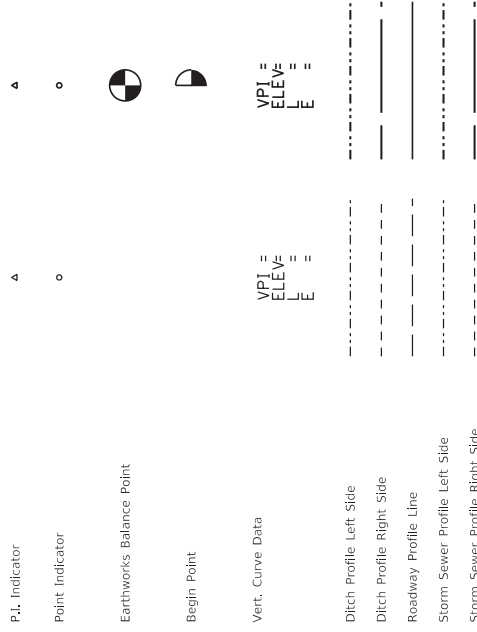 P.I. Indicator
Point Indicator
Earthworks Balance Point
Begin Point
Vert. Curve Data
VPI =
ELEV=
L =
E =
VPI =
ELEV=
L =
E =
Ditch Profile Left Side
Ditch Profile Right Side
Roadway Profile Line
Storm Sewer Profile Left Side
Storm Sewer Profile Right Side